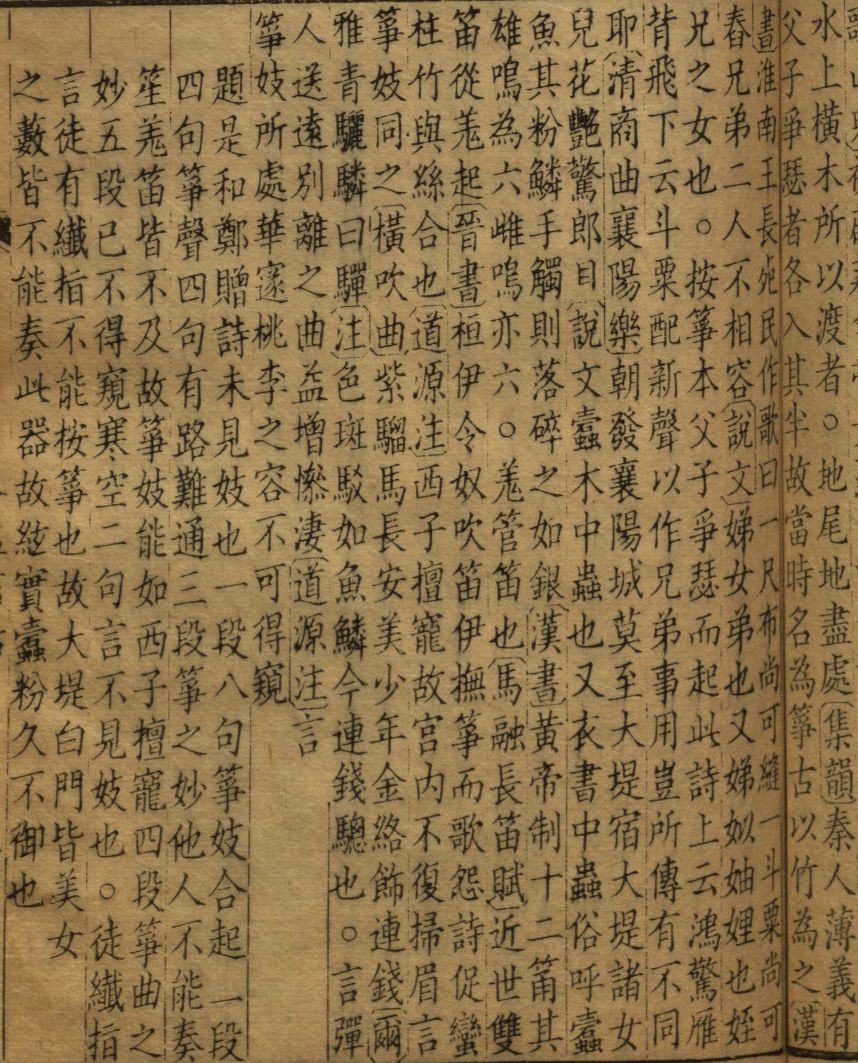 水上橫木所以渡者。地尾地盡處集韻秦人薄義有
父子爭瑟者各入其半故當時名為箏古以竹為之漢
書淮南王長死民作歌曰一尺布尚可縫一斗粟尚可
舂兄弟二人不相容說文娣女弟也又娣姒妯娌也姪
兄之女也。按箏本父子爭瑟而起此詩上云鴻驚雁
背飛下云斗粟配新聲以作兄弟事用豈所傳有不同
耶清商曲襄陽樂朝發襄陽城莫至大堤宿大堤諸女
兒花艷驚郎目說文蠹木中蟲也又衣書中蟲俗呼蠹
魚其粉鱗手觸則落碎之如銀漢書黃帝制十二筩其
雄鳴為六雌鳴亦六。羗管笛也馬融長笛賦近世雙
笛從羗起晉書桓伊令奴吹笛伊撫箏而歌怨詩促蠻
柱竹與絲合也道源注西子擅寵故宮內不復掃眉言
箏妓同之橫吹曲紫騮馬長安美少年金絡飾連錢爾
雅青驪驎曰驒注色斑駁如魚鱗今連錢驄也。言彈
人送遠別離之曲益增慘凄道源注言
箏妓所處華邃桃李之容不可得窺
題是和鄭贈詩未見妓也一段八句箏妓合起一段
四句箏聲四句有路難通三段箏之妙他人不能奏
笙羗笛皆不及故箏妓能如西子擅寵四段箏曲之
妙五段已不得窺寒空二句言不見妓也。徒纖指
言徒有纖指不能按箏也故大堤白門皆美女
之藪皆不能奏此器故絃實蠹粉久不御也